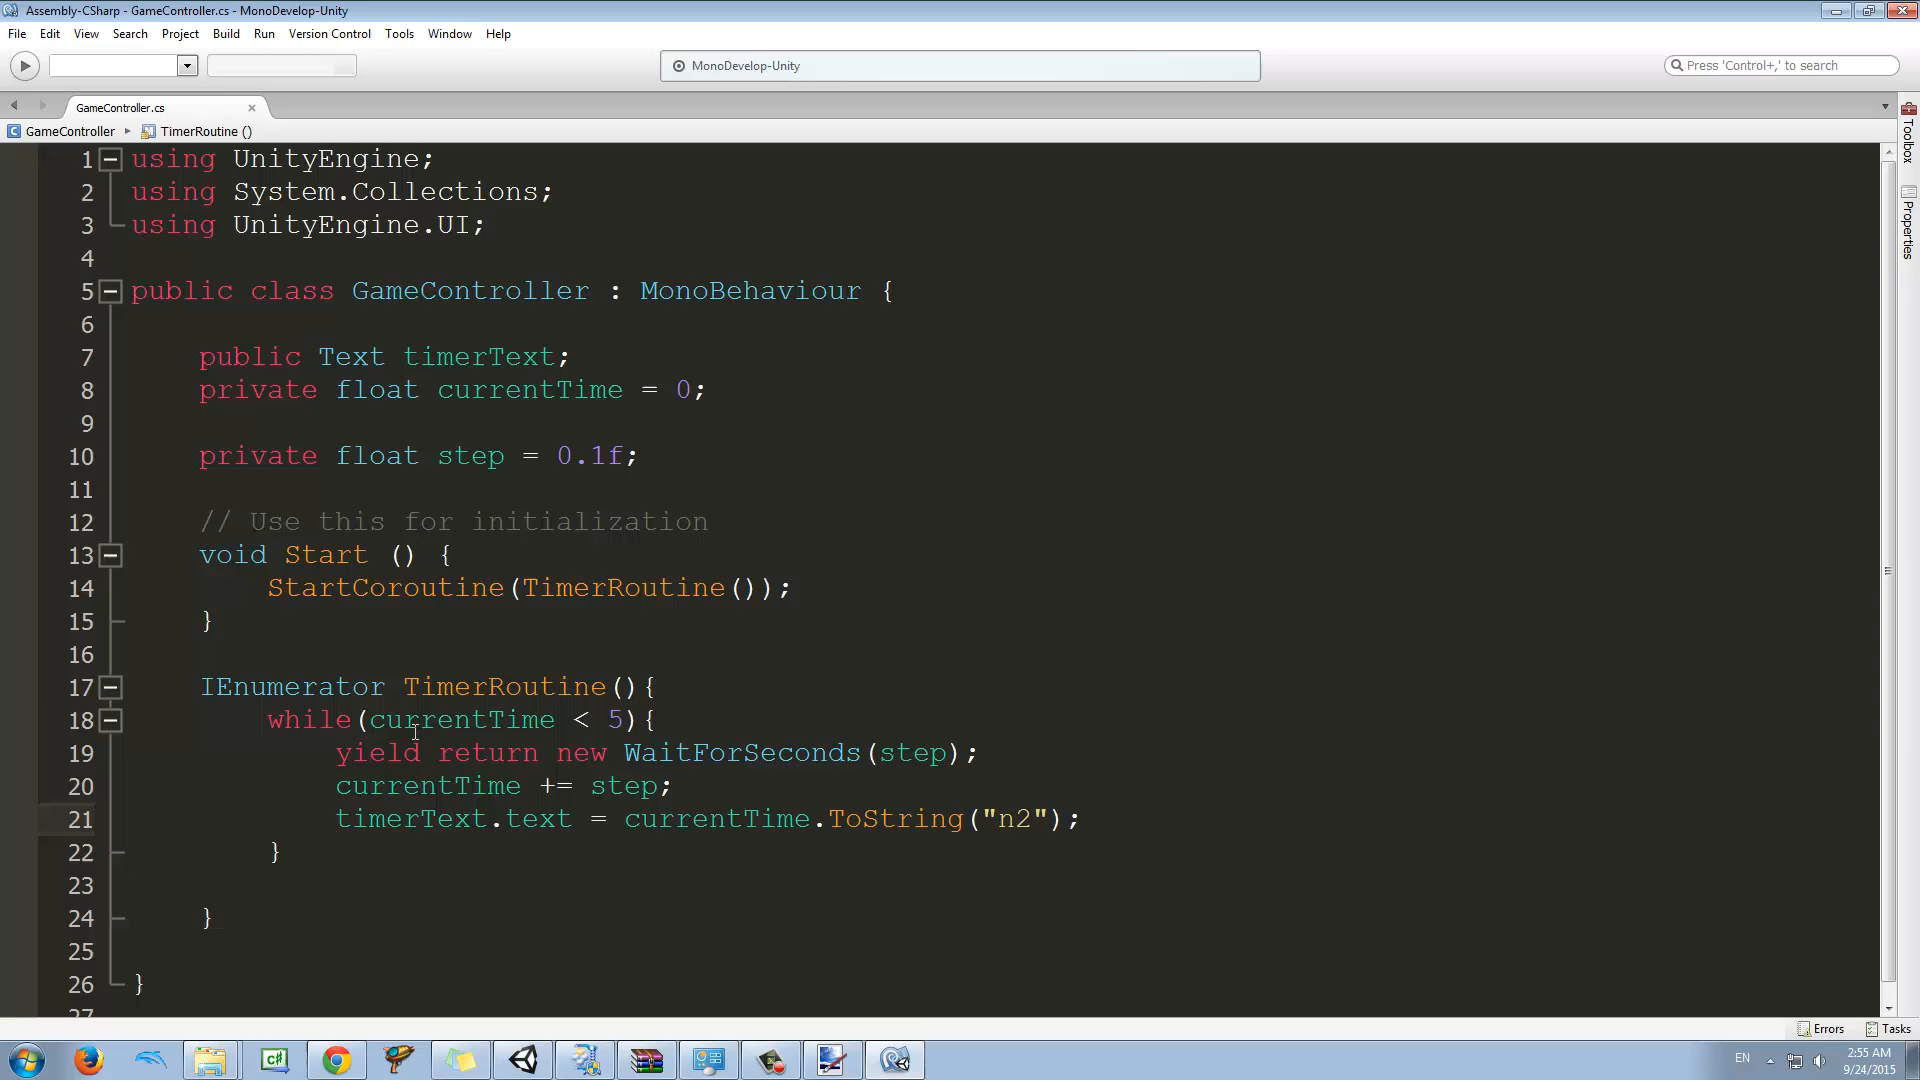 Assembly-CSharp - GameController.cs - MonoDevelop-Unity
File Edit View Search Project Build Run Version Control Tools Window Help
MonoDevelop-Unity
Press 'Control+,' to search
GameController.cs
GameController TimerRoutine ()
Toolbox
Properties
1 using UnityEngine;
2 using System.Collections;
3 using UnityEngine.UI;
4
5 public class GameController : MonoBehaviour {
6
7 public Text timerText;
8 private float currentTime = 0;
9
10 private float step = 0.1f;
11
12 // Use this for initialization
13 void Start () {
14 StartCoroutine(TimerRoutine());
15 }
16
17 IEnumerator TimerRoutine(){
18 while(currentTime < 5){
19 yield return new WaitForSeconds(step);
20 currentTime += step;
21 timerText.text = currentTime.ToString("n2");
22 }
23
24 }
25
26 }
27
Errors Tasks
C#
EN
2:55 AM
9/24/2015